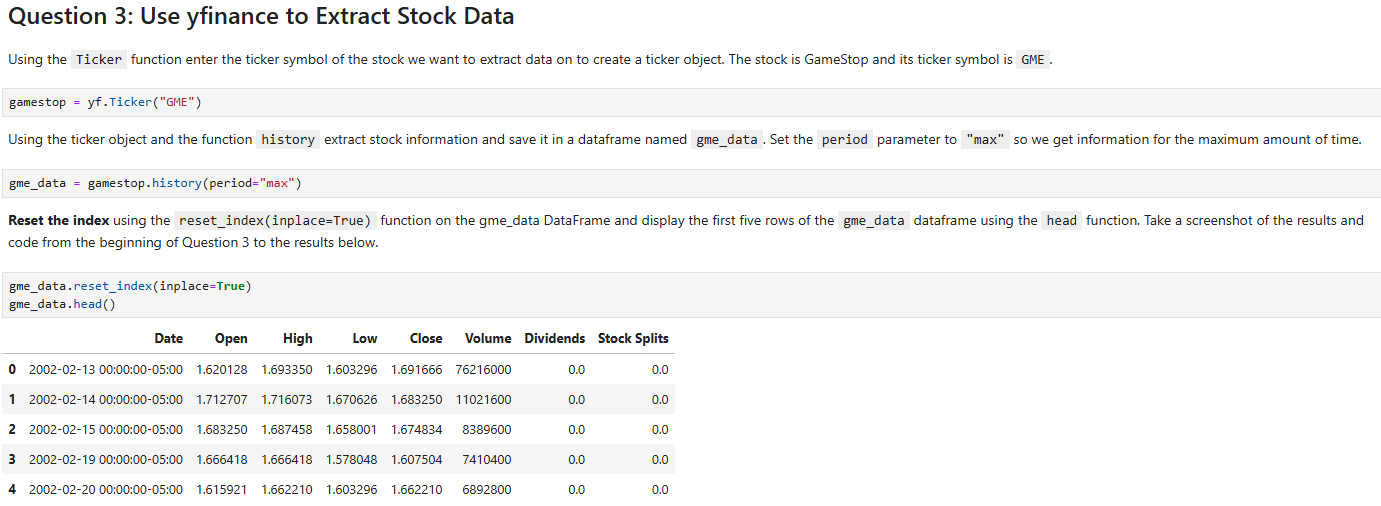 Question 3: Use yfinance to Extract Stock Data
Using the Ticker function enter the ticker symbol of the stock we want to extract data on to create a ticker object. The stock is GameStop and its ticker symbol is GME .
gamestop = yf.Ticker("GME")
Using the ticker object and the function history extract stock information and save it in a dataframe named gme_data . Set the period parameter to "max" so we get information for the maximum amount of time.
gme_data = gamestop.history(period="max")
Reset the index using the reset_index(inplace=True) function on the gme_data DataFrame and display the first five rows of the gme_data dataframe using the head function. Take a screenshot of the results and
code from the beginning of Question 3 to the results below.
gme_data.reset_index(inplace=True)
gme_data.head()
Date Open High Low Close Volume Dividends Stock Splits
0 2002-02-13 00:00:00-05:00 1.620128 1.693350 1.603296 1.691666 76216000 0.0 0.0
1 2002-02-14 00:00:00-05:00 1.712707 1.716073 1.670626 1.683250 11021600 0.0 0.0
2 2002-02-15 00:00:00-05:00 1.683250 1.687458 1.658001 1.674834 8389600 0.0 0.0
3 2002-02-19 00:00:00-05:00 1.666418 1.666418 1.578048 1.607504 7410400 0.0 0.0
4 2002-02-20 00:00:00-05:00 1.615921 1.662210 1.603296 1.662210 6892800 0.0 0.0